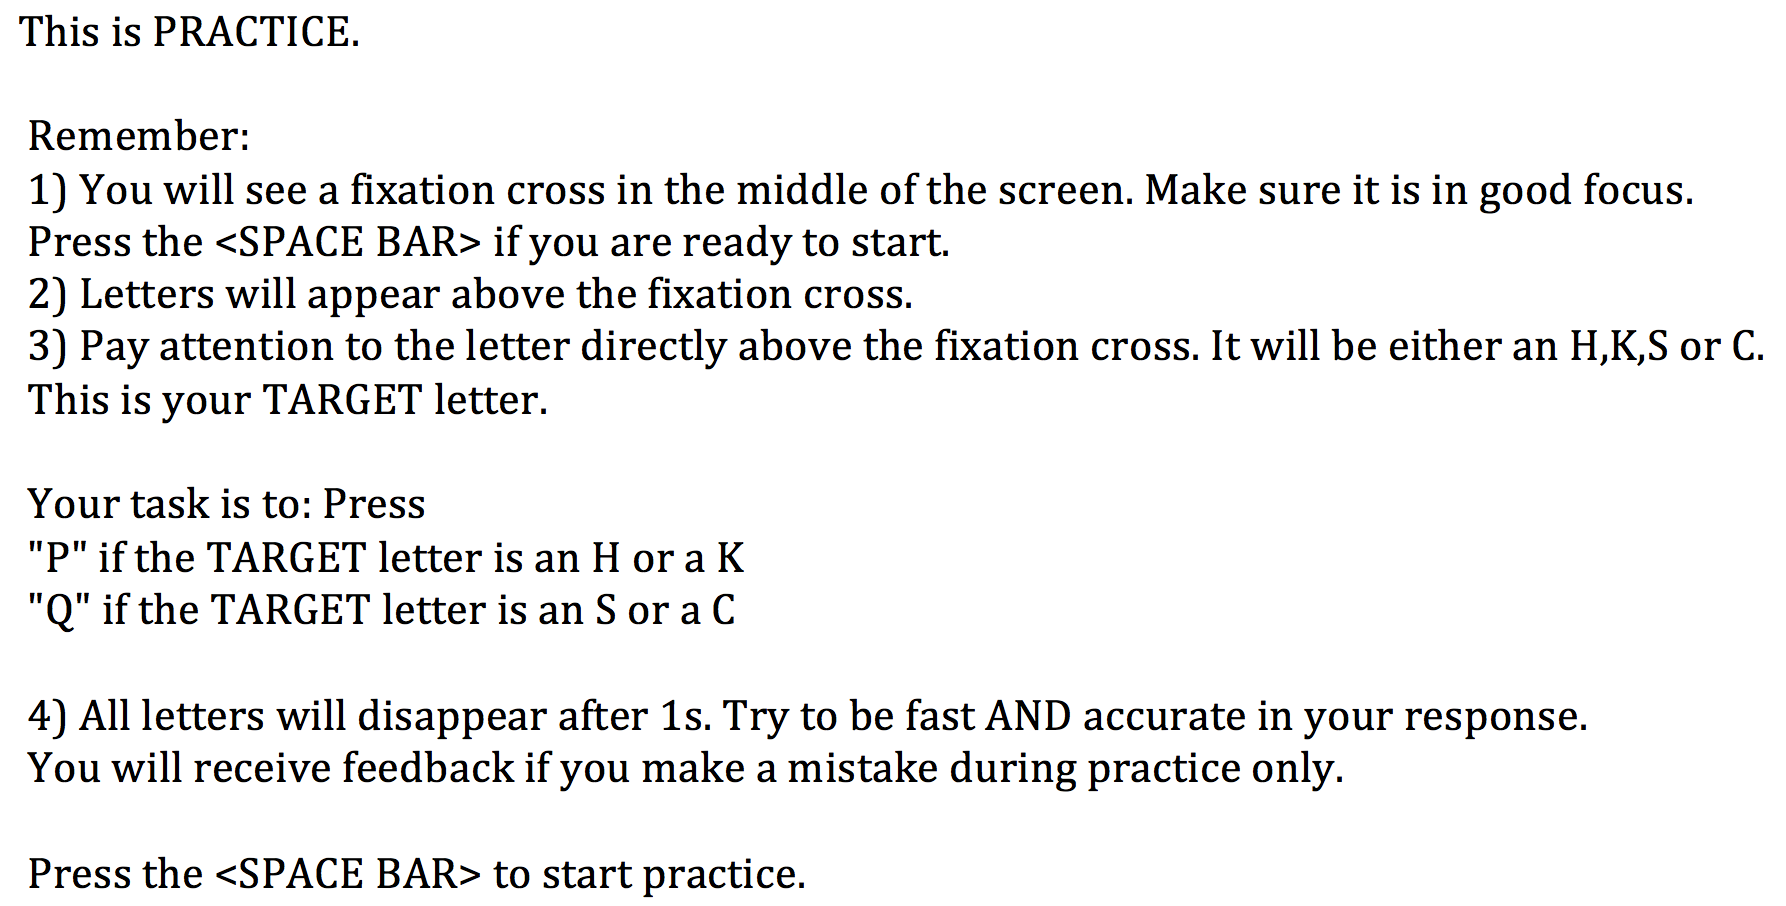 This is PRACTICE.
Remember:
1) You will see a fixation cross in the middle of the screen. Make sure it is in good focus.
Press the <SPACE BAR> if you are ready to start.
2) Letters will appear above the fixation cross.
3) Pay attention to the letter directly above the fixation cross. It will be either an H,K,S or C.
This is your TARGET letter.
Your task is to: Press
"P" if the TARGET letter is an H or a K
"Q" if the TARGET letter is an S or a C
4) All letters will disappear after 1s. Try to be fast AND accurate in your response.
You will receive feedback if you make a mistake during practice only.
Press the <SPACE BAR> to start practice.